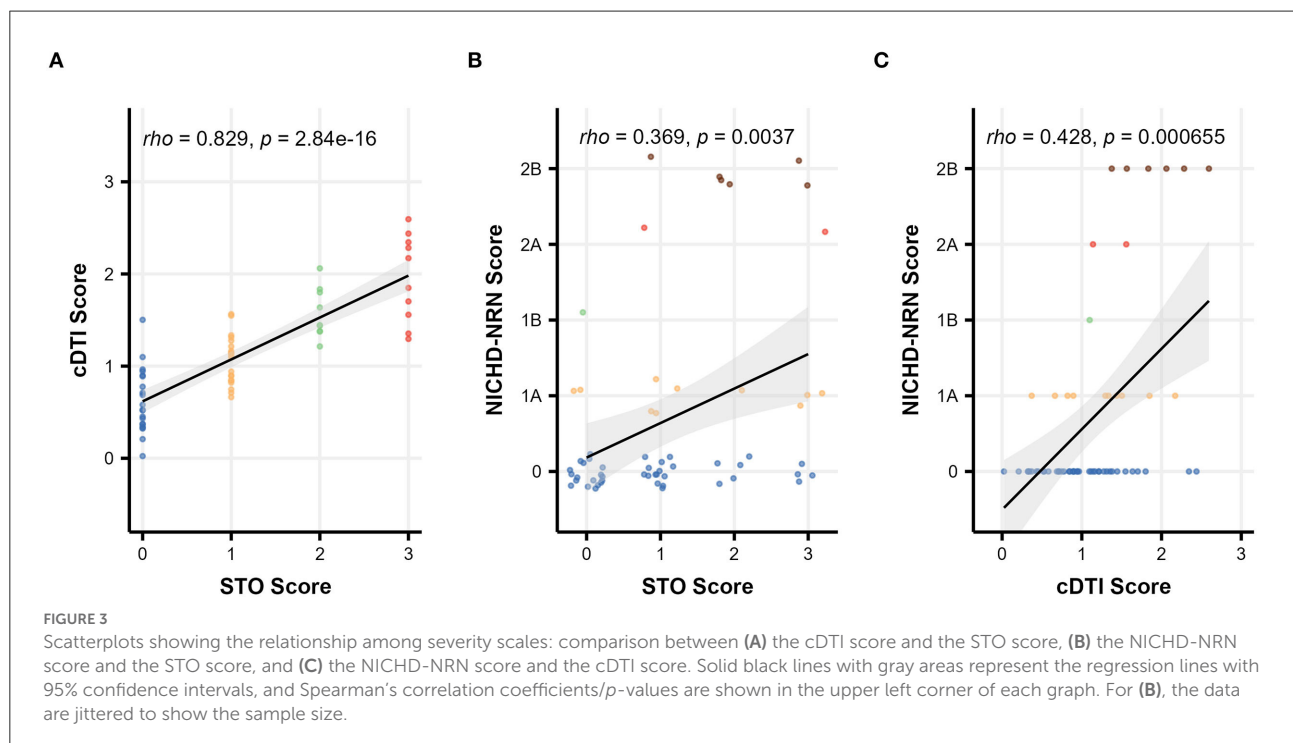 A
rho = 0.829, p = 2.84e-16
cDTI Score
3
2
1
0
0 1 2 3
STO Score
B
rho = 0.369, p = 0.0037
NICHD-NRN Score
2B
2A
1B
1A
0
0 1 2 3
STO Score
C
rho = 0.428, p = 0.000655
NICHD-NRN Score
2B
2A
1B
1A
0
0 1 2 3
cDTI Score
FIGURE 3
Scatterplots showing the relationship among severity scales: comparison between (A) the cDTI score and the STO score, (B) the NICHD-NRN
score and the STO score, and (C) the NICHD-NRN score and the cDTI score. Solid black lines with gray areas represent the regression lines with
95% confidence intervals, and Spearman's correlation coefficients/p-values are shown in the upper left corner of each graph. For (B), the data
are jittered to show the sample size.